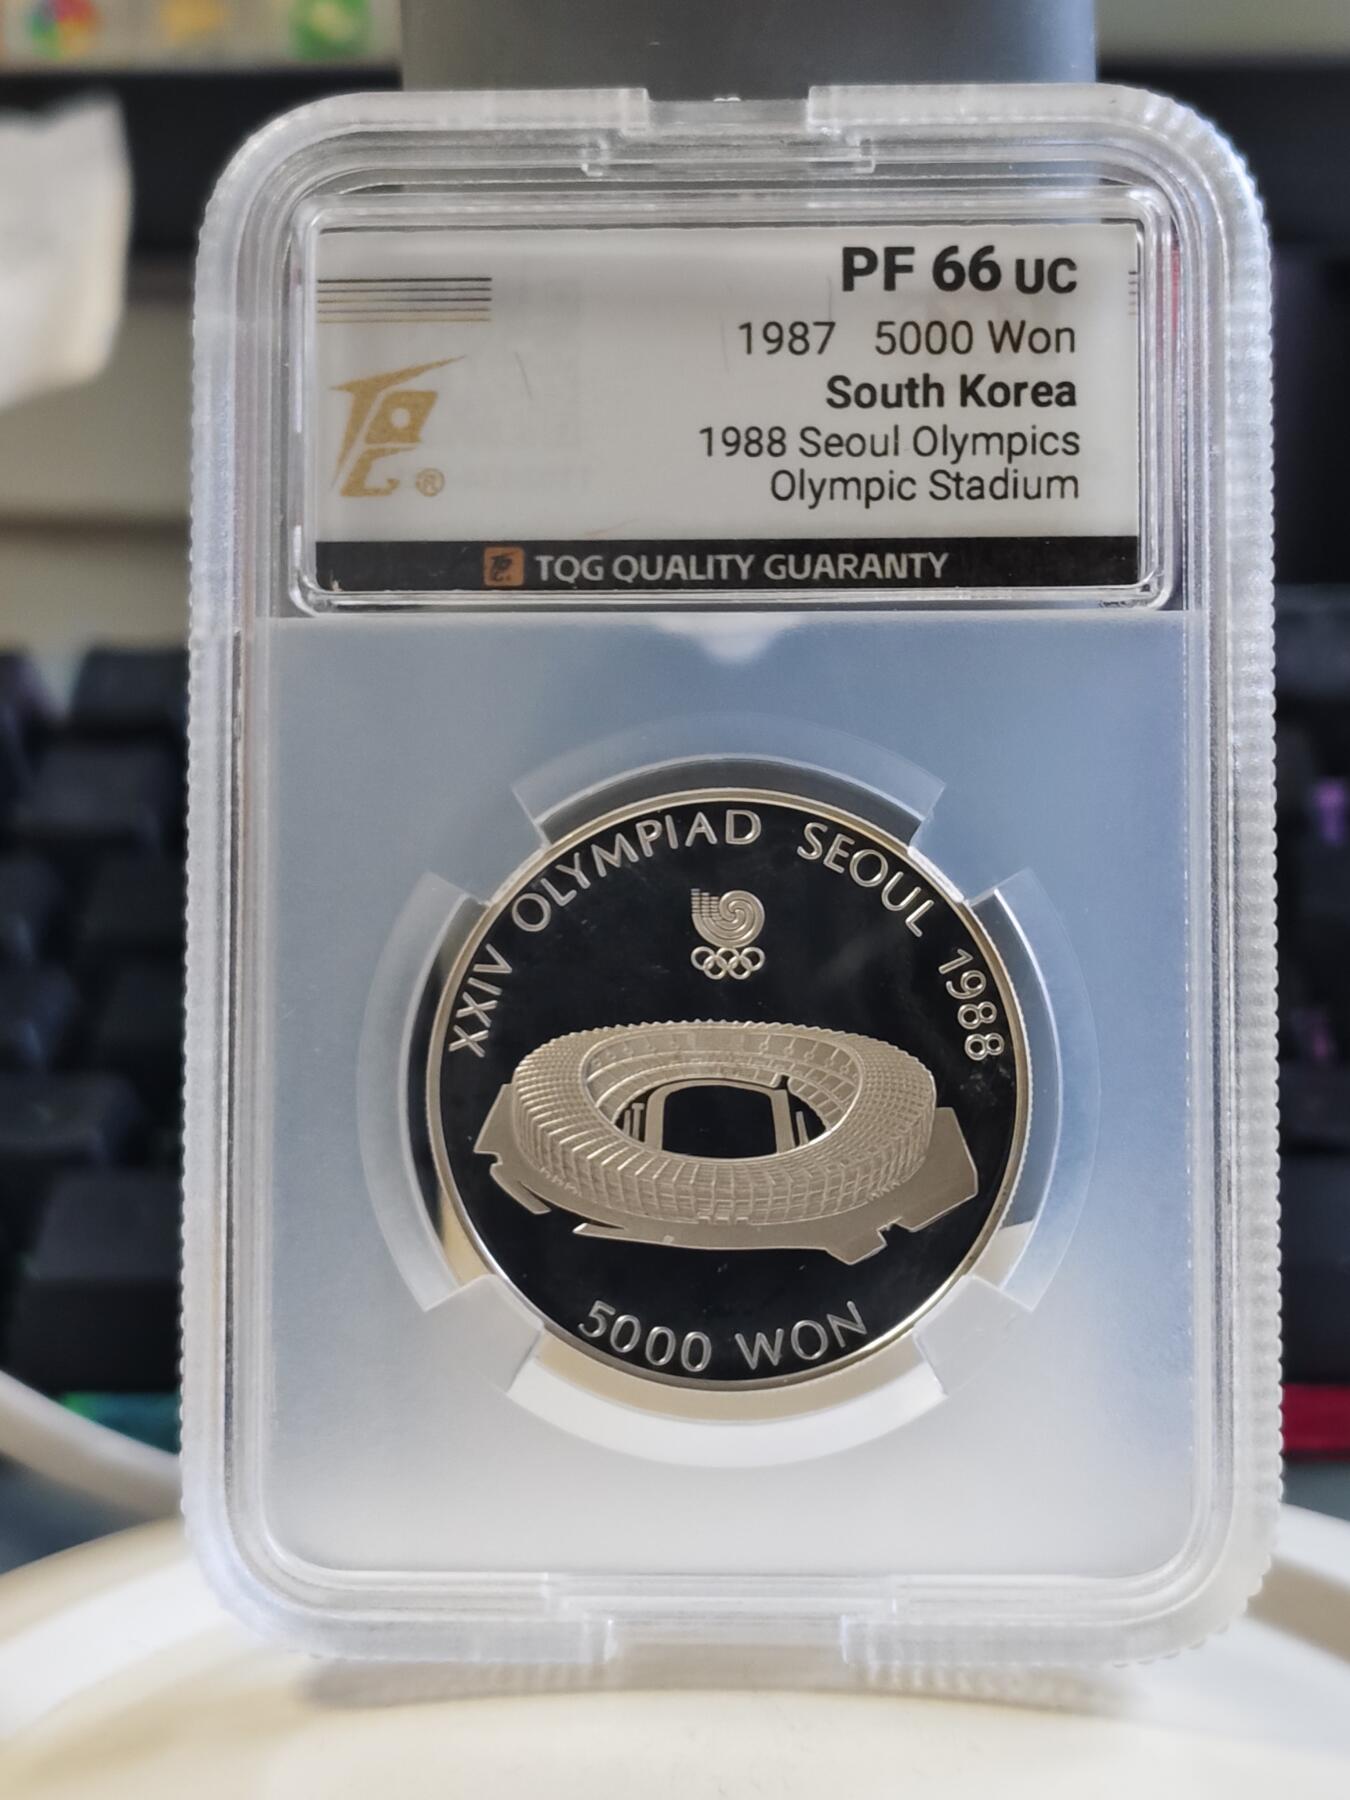 PF 66 UC
1987 5000 Won
South Korea
1988 Seoul Olympics
Olympic Stadium
TQG ®
TQG QUALITY GUARANTY
XXIV OLYMPIAD SEOUL 1988
5000 WON